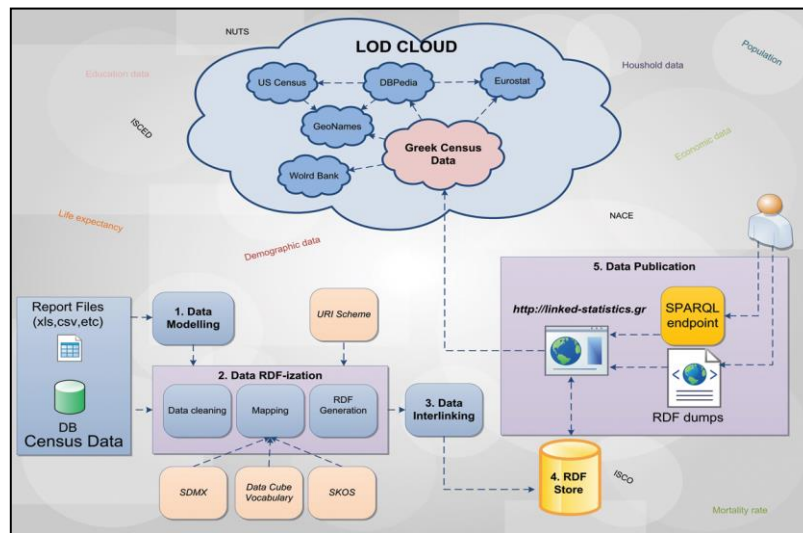 NUTS
LOD CLOUD
Education data
US Census
DBPedia
Eurostat
Houshold data
Population
ISCED
GeoNames
Greek Census
Data
Economic data
Wolrd Bank
Life expectancy
NACE
Demographic data
5. Data Publication
Report Files
(xls,csv,etc)
1. Data
Modelling
URI Scheme
http://linked-statistics.gr
SPARQL
endpoint
2. Data RDF-ization
Data cleaning
Mapping
RDF
Generation
3. Data
Interlinking
DB
Census Data
RDF dumps
SDMX
Data Cube
Vocabulary
SKOS
4. RDF
Store
ISCO
Mortality rate